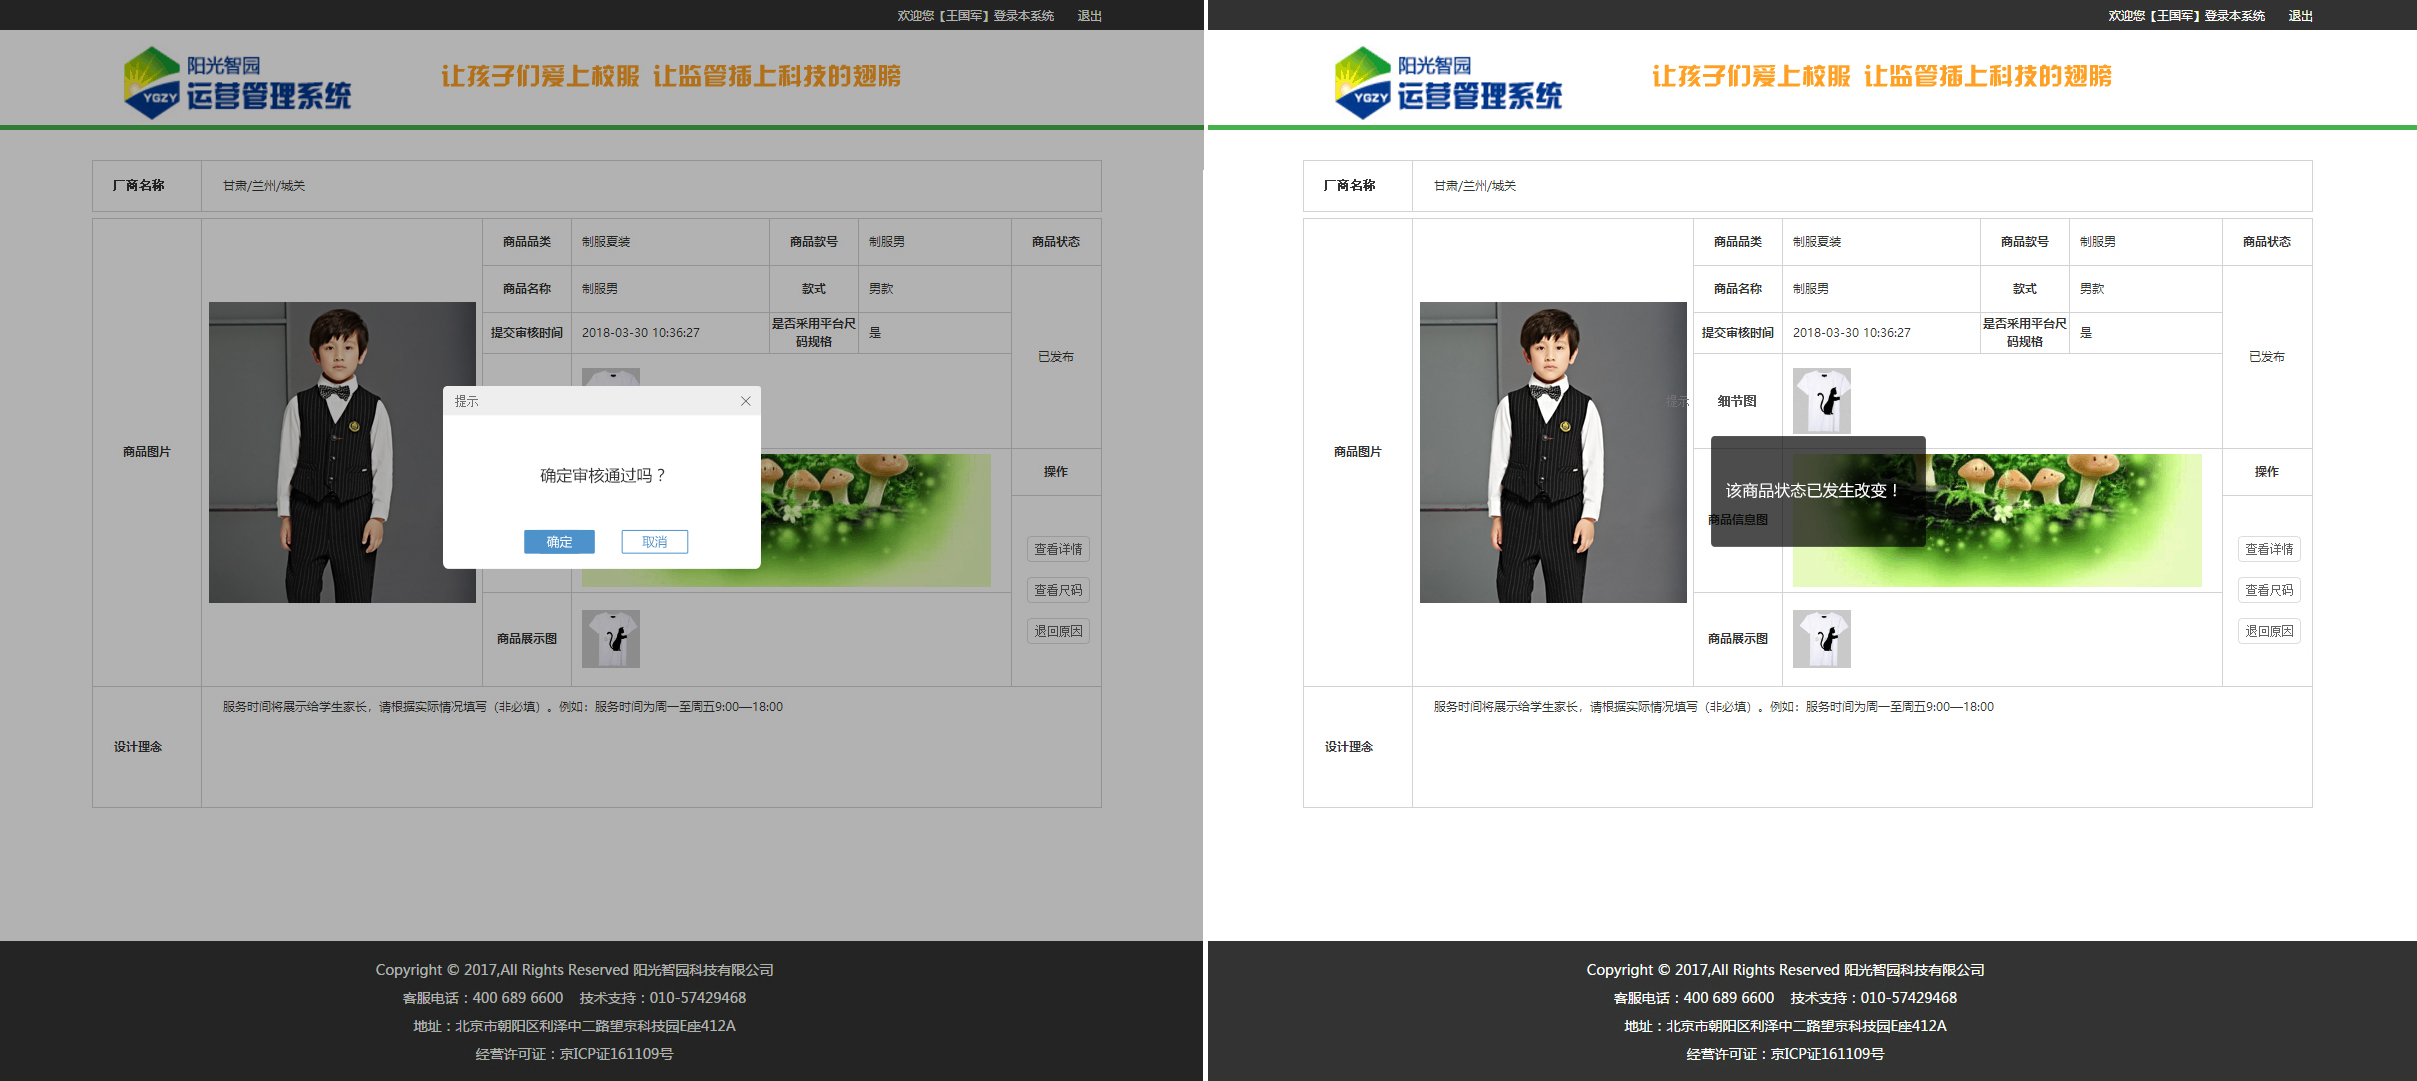 欢迎您【王国军】登录本系统 退出
阳光智园
运营管理系统
YGZY
让孩子们爱上校服 让监管插上科技的翅膀
厂商名称 甘肃/兰州/城关
商品品类 制服夏装 商品款号 制服男 商品状态
商品名称 制服男 款式 男款
提交审核时间 2018-03-30 10:36:27 是否采用平台尺码规格 是
已发布
提示
商品图片
确定审核通过吗？
操作
确定 取消
查看详情
查看尺码
退回原因
商品展示图
服务时间将展示给学生家长，请根据实际情况填写（非必填）。例如：服务时间为周一至周五9:00—18:00
设计理念
Copyright © 2017,All Rights Reserved 阳光智园科技有限公司
客服电话：400 689 6600 技术支持：010-57429468
地址：北京市朝阳区利泽中二路望京科技园E座412A
经营许可证：京ICP证161109号
欢迎您【王国军】登录本系统 退出
阳光智园
运营管理系统
YGZY
让孩子们爱上校服 让监管插上科技的翅膀
厂商名称 甘肃/兰州/城关
商品品类 制服夏装 商品款号 制服男 商品状态
商品名称 制服男 款式 男款
提交审核时间 2018-03-30 10:36:27 是否采用平台尺码规格 是
已发布
提示 细节图
商品图片
操作
该商品状态已发生改变！
商品信息图
查看详情
查看尺码
退回原因
商品展示图
服务时间将展示给学生家长，请根据实际情况填写（非必填）。例如：服务时间为周一至周五9:00—18:00
设计理念
Copyright © 2017,All Rights Reserved 阳光智园科技有限公司
客服电话：400 689 6600 技术支持：010-57429468
地址：北京市朝阳区利泽中二路望京科技园E座412A
经营许可证：京ICP证161109号